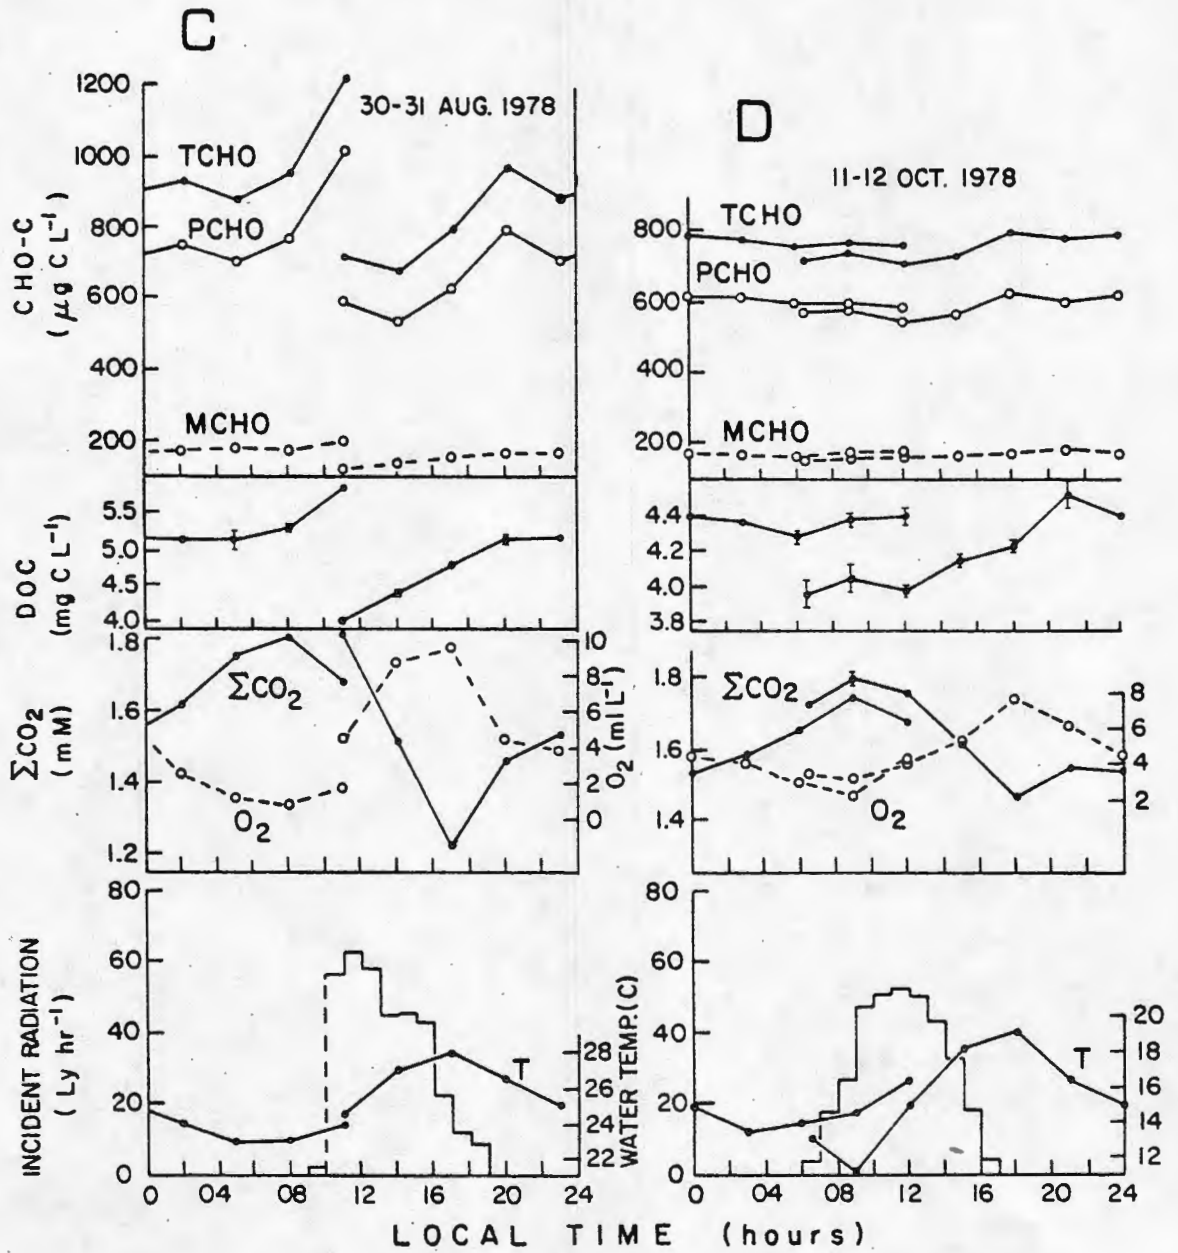 C
30-31 AUG. 1978
1200
1000
800
600
400
200
CHO-C
(μg C L⁻¹)
TCHO
PCHO
MCHO
5.5
5.0
4.5
4.0
DOC
(mg C L⁻¹)
1.8
1.6
1.4
1.2
ΣCO₂
(mM)
ΣCO₂
O₂
10
8
6
4
2
0
O₂ (ml L⁻¹)
80
60
40
20
0
INCIDENT RADIATION
(Ly hr⁻¹)
T
28
26
24
22
WATER TEMP. (C)
0 04 08 12 16 20 24
D
11-12 OCT. 1978
800
600
400
200
TCHO
PCHO
MCHO
4.4
4.2
4.0
3.8
1.8
1.6
1.4
ΣCO₂
O₂
8
6
4
2
80
60
40
20
0
T
20
18
16
14
12
0 04 08 12 16 20 24
LOCAL TIME (hours)